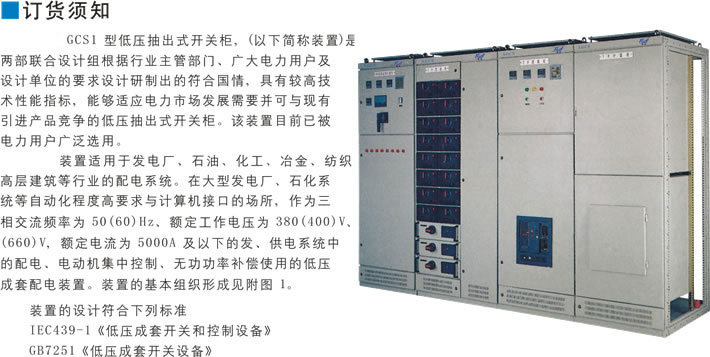 订货须知
GCS1 型低压抽出式开关柜，(以下简称装置)是
两部联合设计组根据行业主管部门、广大电力用户及
设计单位的要求设计研制出的符合国情，具有较高技
术性能指标，能够适应电力市场发展需要并可与现有
引进产品竞争的低压抽出式开关柜。该装置目前已被
电力用户广泛选用。
装置适用于发电厂、石油、化工、冶金、纺织
高层建筑等行业的配电系统。在大型发电厂、石化系
统等自动化程度高要求与计算机接口的场所，作为三
相交流频率为 50(60)Hz、额定工作电压为 380(400)V、
(660)V，额定电流为 5000A 及以下的发、供电系统中
的配电、电动机集中控制、无功功率补偿使用的低压
成套配电装置。装置的基本组织形成见附图 1。
装置的设计符合下列标准
IEC439-1《低压成套开关和控制设备》
GB7251《低压成套开关设备》